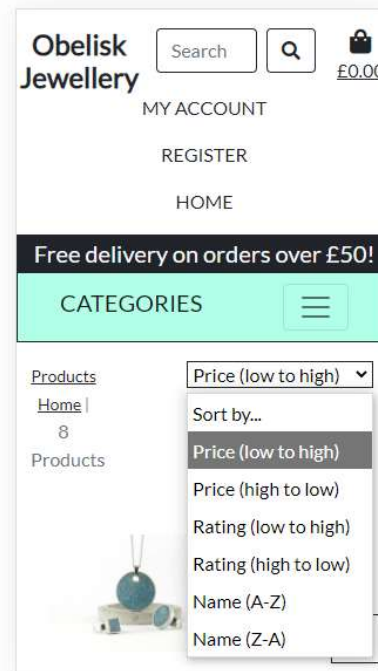 Obelisk
Jewellery
Search
£0.00
MY ACCOUNT
REGISTER
HOME
Free delivery on orders over £50!
CATEGORIES
Products
Home |
8
Products
Price (low to high)
Sort by...
Price (low to high)
Price (high to low)
Rating (low to high)
Rating (high to low)
Name (A-Z)
Name (Z-A)